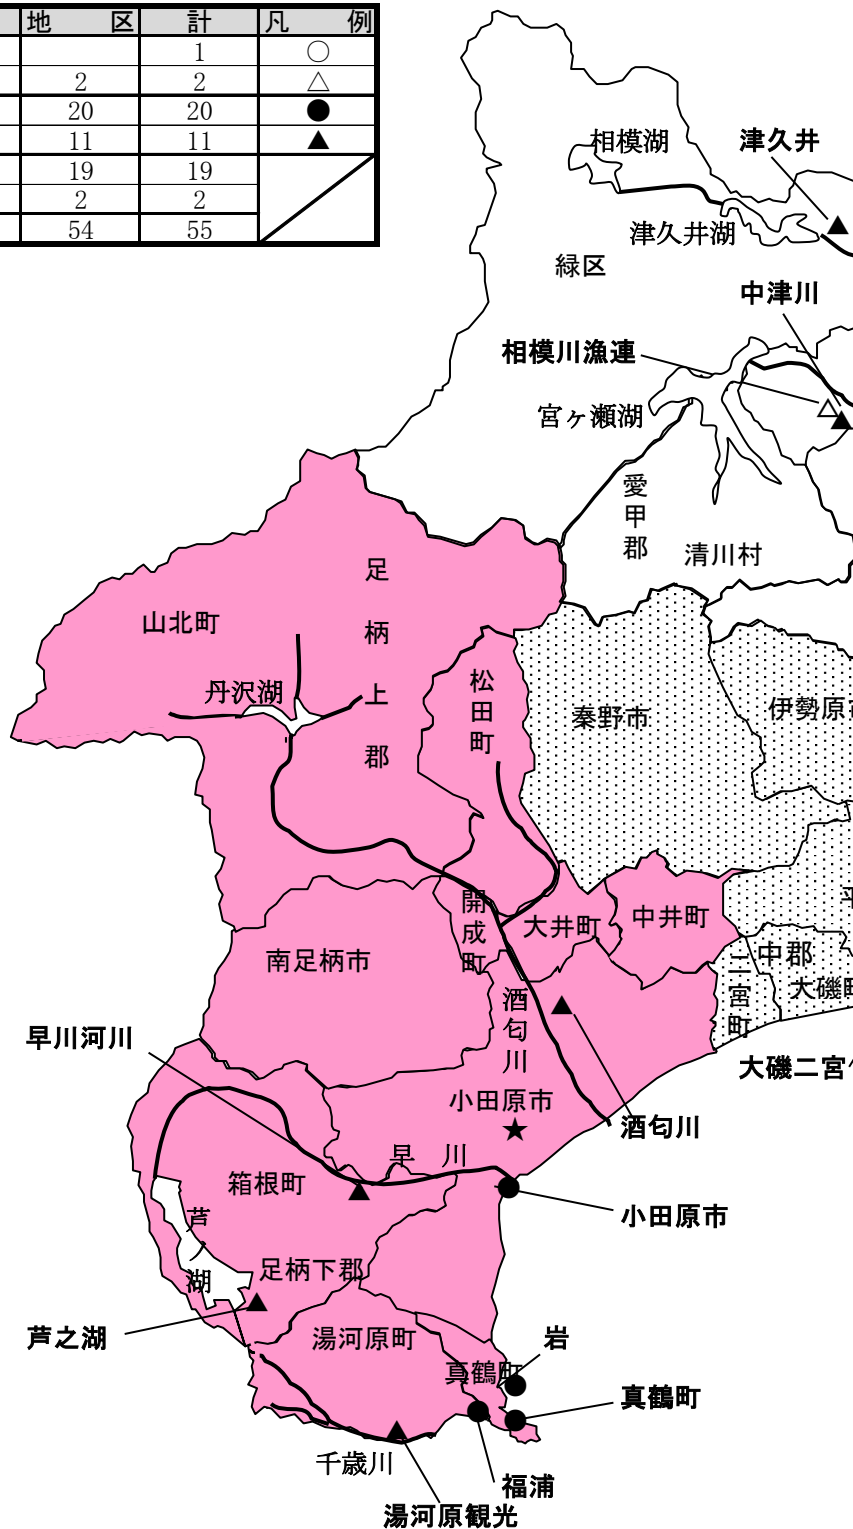 地 区 計 凡 例
1 ○
2 2 △
20 20 ●
11 11 ▲
19 19
2 2
54 55
相模湖
津久井
津久井湖
緑区
中津川
相模川漁連
宮ヶ瀬湖
愛甲郡
清川村
足柄上郡
山北町
丹沢湖
松田町
秦野市
伊勢原市
開成町
大井町
中井町
南足柄市
中郡
二宮町
大磯町
酒匂川
早川河川
大磯二宮
小田原市
酒匂川
早 川
箱根町
小田原市
芦ノ湖
足柄下郡
芦之湖
湯河原町
岩
真鶴町
真鶴町
千歳川
福浦
湯河原観光